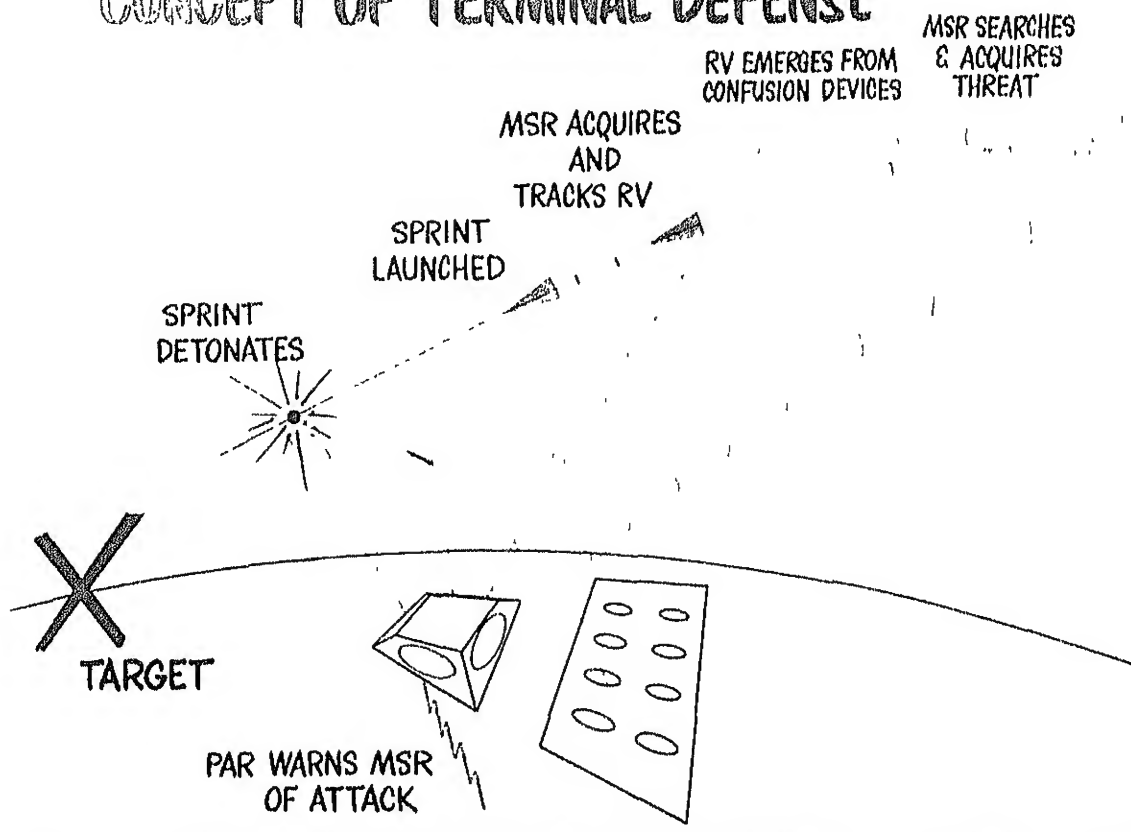 CONCEPT OF TERMINAL DEFENSE
MSR SEARCHES
& ACQUIRES
THREAT
RV EMERGES FROM
CONFUSION DEVICES
MSR ACQUIRES
AND
TRACKS RV
SPRINT
LAUNCHED
SPRINT
DETONATES
TARGET
PAR WARNS MSR
OF ATTACK